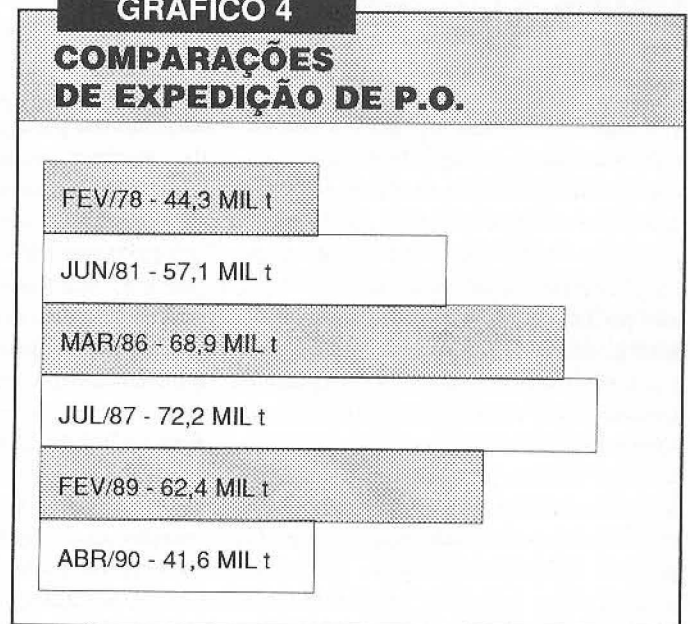 GRÁFICO 4
COMPARAÇÕES
DE EXPEDIÇÃO DE P.O.
FEV/78 - 44,3 MIL t
JUN/81 - 57,1 MIL t
MAR/86 - 68,9 MIL t
JUL/87 - 72,2 MIL t
FEV/89 - 62,4 MIL t
ABR/90 - 41,6 MIL t